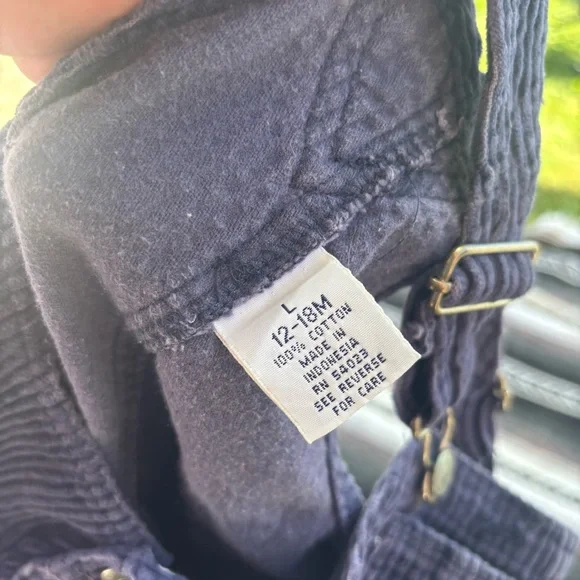 L
12-18M
100% COTTON
MADE IN
INDONESIA
RN 54023
SEE REVERSE
FOR CARE